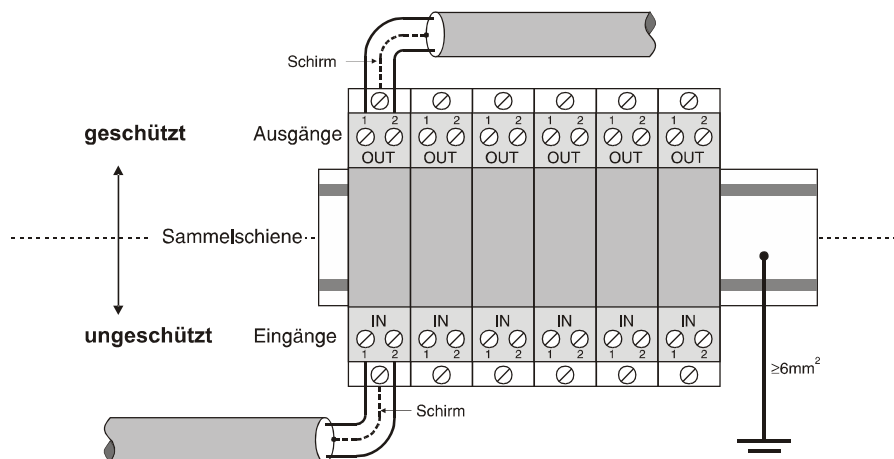 Schirm
geschützt
Ausgänge
1 2 1 2 1 2 1 2 1 2 1 2
OUT OUT OUT OUT OUT OUT
Sammelschiene
ungeschützt
Eingänge
IN IN IN IN IN IN
1 2 1 2 1 2 1 2 1 2 1 2
≥6mm²
Schirm